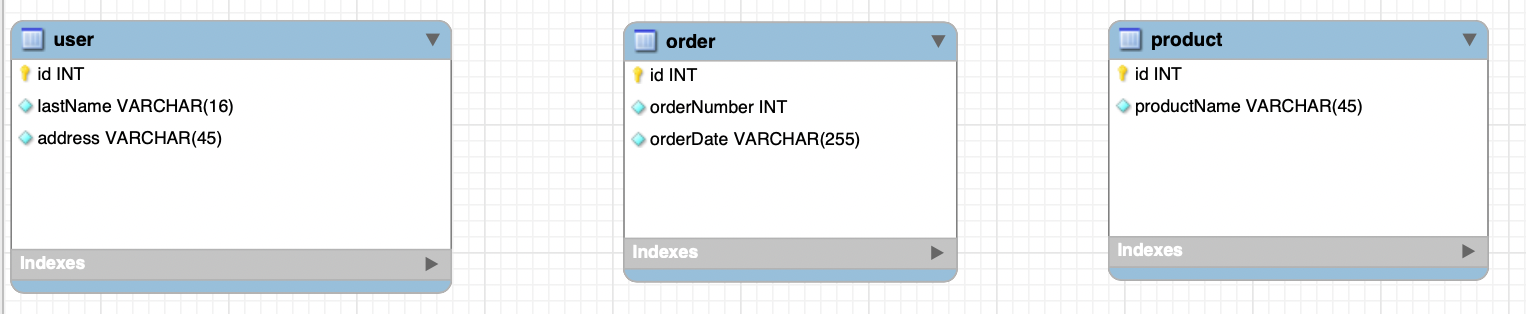 user
id INT
lastName VARCHAR(16)
address VARCHAR(45)
Indexes
order
id INT
orderNumber INT
orderDate VARCHAR(255)
Indexes
product
id INT
productName VARCHAR(45)
Indexes